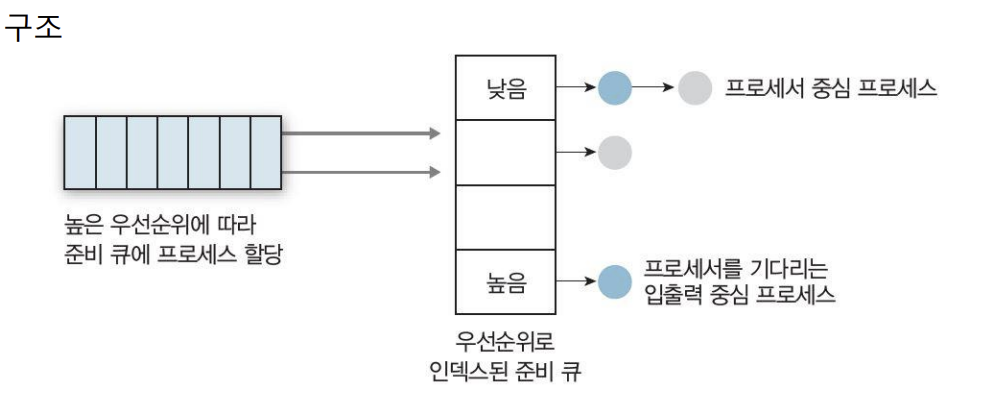 구조
낮음
프로세서 중심 프로세스
높은 우선순위에 따라
준비 큐에 프로세스 할당
높음
프로세서를 기다리는
입출력 중심 프로세스
우선순위로
인덱스된 준비 큐